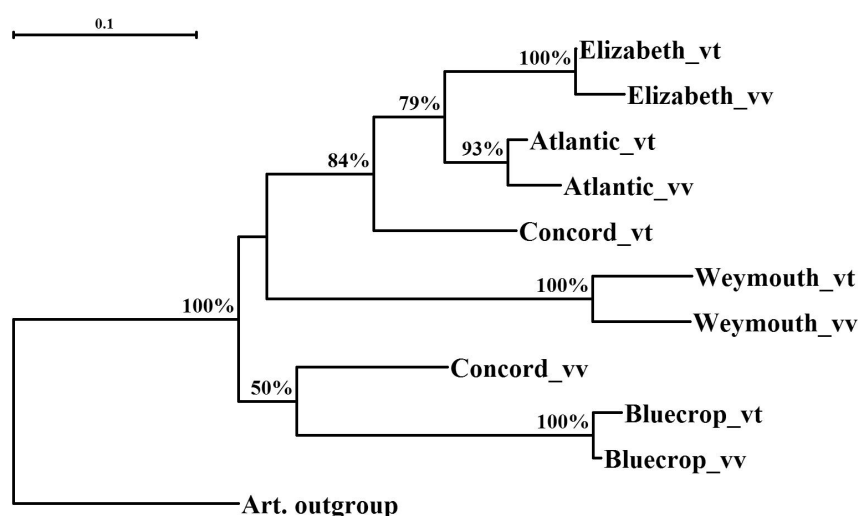 0.1
100% Elizabeth_vt
Elizabeth_vv
79%
93% Atlantic_vt
Atlantic_vv
84%
Concord_vt
100% Weymouth_vt
Weymouth_vv
100%
Concord_vv
50%
100% Bluecrop_vt
Bluecrop_vv
Art. outgroup